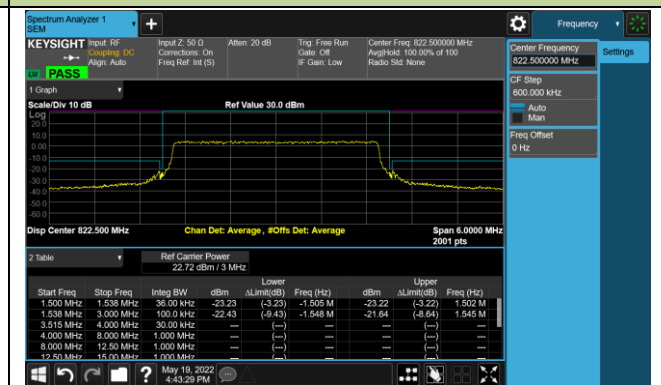 Spectrum Analyzer 1
SEM
+
Frequency
KEYSIGHT
Input: RF
Coupling: DC
Align: Auto
Input Z: 50 Ω
Corrections: On
Freq Ref: Int (S)
Atten: 20 dB
Trig: Free Run
Gate: Off
IF Gain: Low
Center Freq: 822.500000 MHz
Avg|Hold: 100.00% of 100
Radio Std: None
PASS
Center Frequency
822.500000 MHz
Settings
CF Step
600.000 kHz
Auto
Man
Freq Offset
0 Hz
1 Graph
Scale/Div 10 dB
Ref Value 30.0 dBm
Log
20.0
10.0
0.00
-10.0
-20.0
-30.0
-40.0
-50.0
-60.0
Disp Center 822.500 MHz
Chan Det: Average, #Offs Det: Average
Span 6.0000 MHz
2001 pts
2 Table
Ref Carrier Power
22.72 dBm / 3 MHz
Lower Upper
Start Freq Stop Freq Integ BW dBm ΔLimit(dB) Freq (Hz) dBm ΔLimit(dB) Freq (Hz)
1.500 MHz 1.538 MHz 36.00 kHz -23.23 (-3.23) -1.505 M -23.22 (-3.22) 1.502 M
1.538 MHz 3.000 MHz 100.0 kHz -22.43 (-9.43) -1.548 M -21.64 (-8.64) 1.545 M
3.515 MHz 4.000 MHz 30.00 kHz --- (---) --- --- (---) ---
4.000 MHz 8.000 MHz 1.000 MHz --- (---) --- --- (---) ---
8.000 MHz 12.50 MHz 1.000 MHz --- (---) --- --- (---) ---
12.50 MHz 15.00 MHz 1.000 MHz --- (---) --- --- (---) ---
?
May 19, 2022
4:43:29 PM